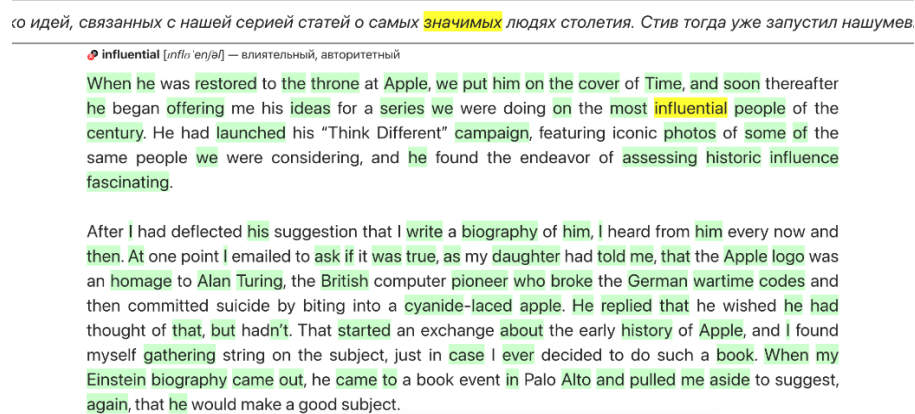 ко идей, связанных с нашей серией статей о самых значимых людях столетия. Стив тогда уже запустил нашумев
influential [ɪnflʊˈenʃəl] — влиятельный, авторитетный
When he was restored to the throne at Apple, we put him on the cover of Time, and soon thereafter
he began offering me his ideas for a series we were doing on the most influential people of the
century. He had launched his “Think Different” campaign, featuring iconic photos of some of the
same people we were considering, and he found the endeavor of assessing historic influence
fascinating.
After I had deflected his suggestion that I write a biography of him, I heard from him every now and
then. At one point I emailed to ask if it was true, as my daughter had told me, that the Apple logo was
an homage to Alan Turing, the British computer pioneer who broke the German wartime codes and
then committed suicide by biting into a cyanide-laced apple. He replied that he wished he had
thought of that, but hadn’t. That started an exchange about the early history of Apple, and I found
myself gathering string on the subject, just in case I ever decided to do such a book. When my
Einstein biography came out, he came to a book event in Palo Alto and pulled me aside to suggest,
again, that he would make a good subject.